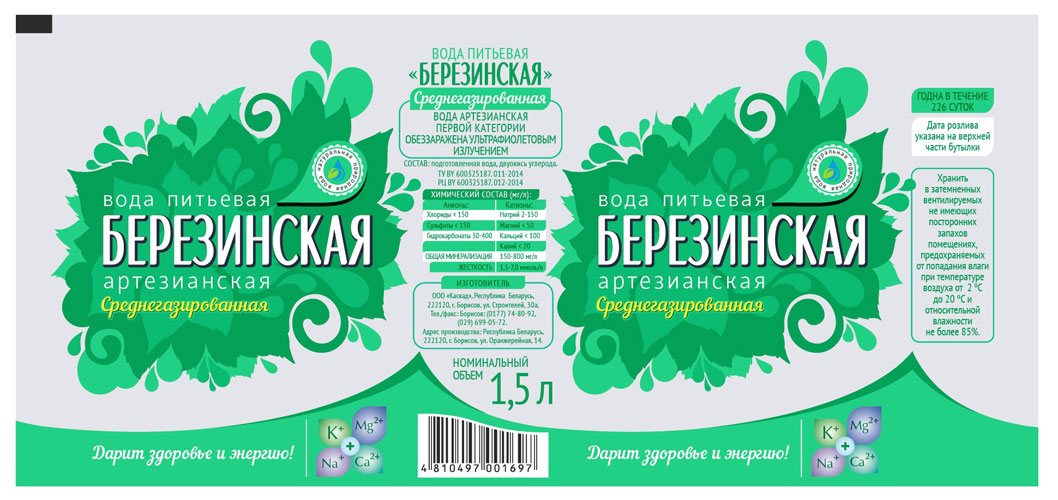 натуральная природная вода
вода питьевая
БЕРЕЗИНСКАЯ
артезианская
Среднегазированная
Дарит здоровье и энергию!
K+
Mg2+
+
Na+
Ca2+
ВОДА ПИТЬЕВАЯ
«БЕРЕЗИНСКАЯ»
Среднегазированная
ВОДА АРТЕЗИАНСКАЯ
ПЕРВОЙ КАТЕГОРИИ
ОБЕЗЗАРАЖЕНА УЛЬТРАФИОЛЕТОВЫМ
ИЗЛУЧЕНИЕМ
СОСТАВ: подготовленная вода, двуокись углерода.
ТУ BY 600325187. 011-2014
РЦ BY 600325187. 012-2014
ХИМИЧЕСКИЙ СОСТАВ (мг/л):
Анионы: Катионы:
Хлориды < 150 Натрий 2-150
Сульфаты < 150 Магний < 50
Гидрокарбонаты 30-400 Кальций < 100
Калий < 20
ОБЩАЯ МИНЕРАЛИЗАЦИЯ 150-800 мг/л
ЖЕСТКОСТЬ 1,5-7,0 ммоль/л
ИЗГОТОВИТЕЛЬ
ООО «Каскад», Республика Беларусь,
222120, г. Борисов, ул. Строителей, 30а.
Тел./факс: Борисов: (0177) 74-80-92,
(029) 699-05-72.
Адрес производства: Республика Беларусь,
222120, г. Борисов, ул. Оранжерейная, 14.
НОМИНАЛЬНЫЙ
ОБЪЕМ 1,5 л
4 810497 001697
натуральная природная вода
вода питьевая
БЕРЕЗИНСКАЯ
артезианская
Среднегазированная
Дарит здоровье и энергию!
K+
Mg2+
+
Na+
Ca2+
ГОДНА В ТЕЧЕНИЕ
226 СУТОК
Дата розлива
указана на верхней
части бутылки
Хранить
в затемненных
вентилируемых
не имеющих
посторонних
запахов
помещениях,
предохраняемых
от попадания влаги
при температуре
воздуха от 2 °С
до 20 °С и
относительной
влажности
не более 85%.